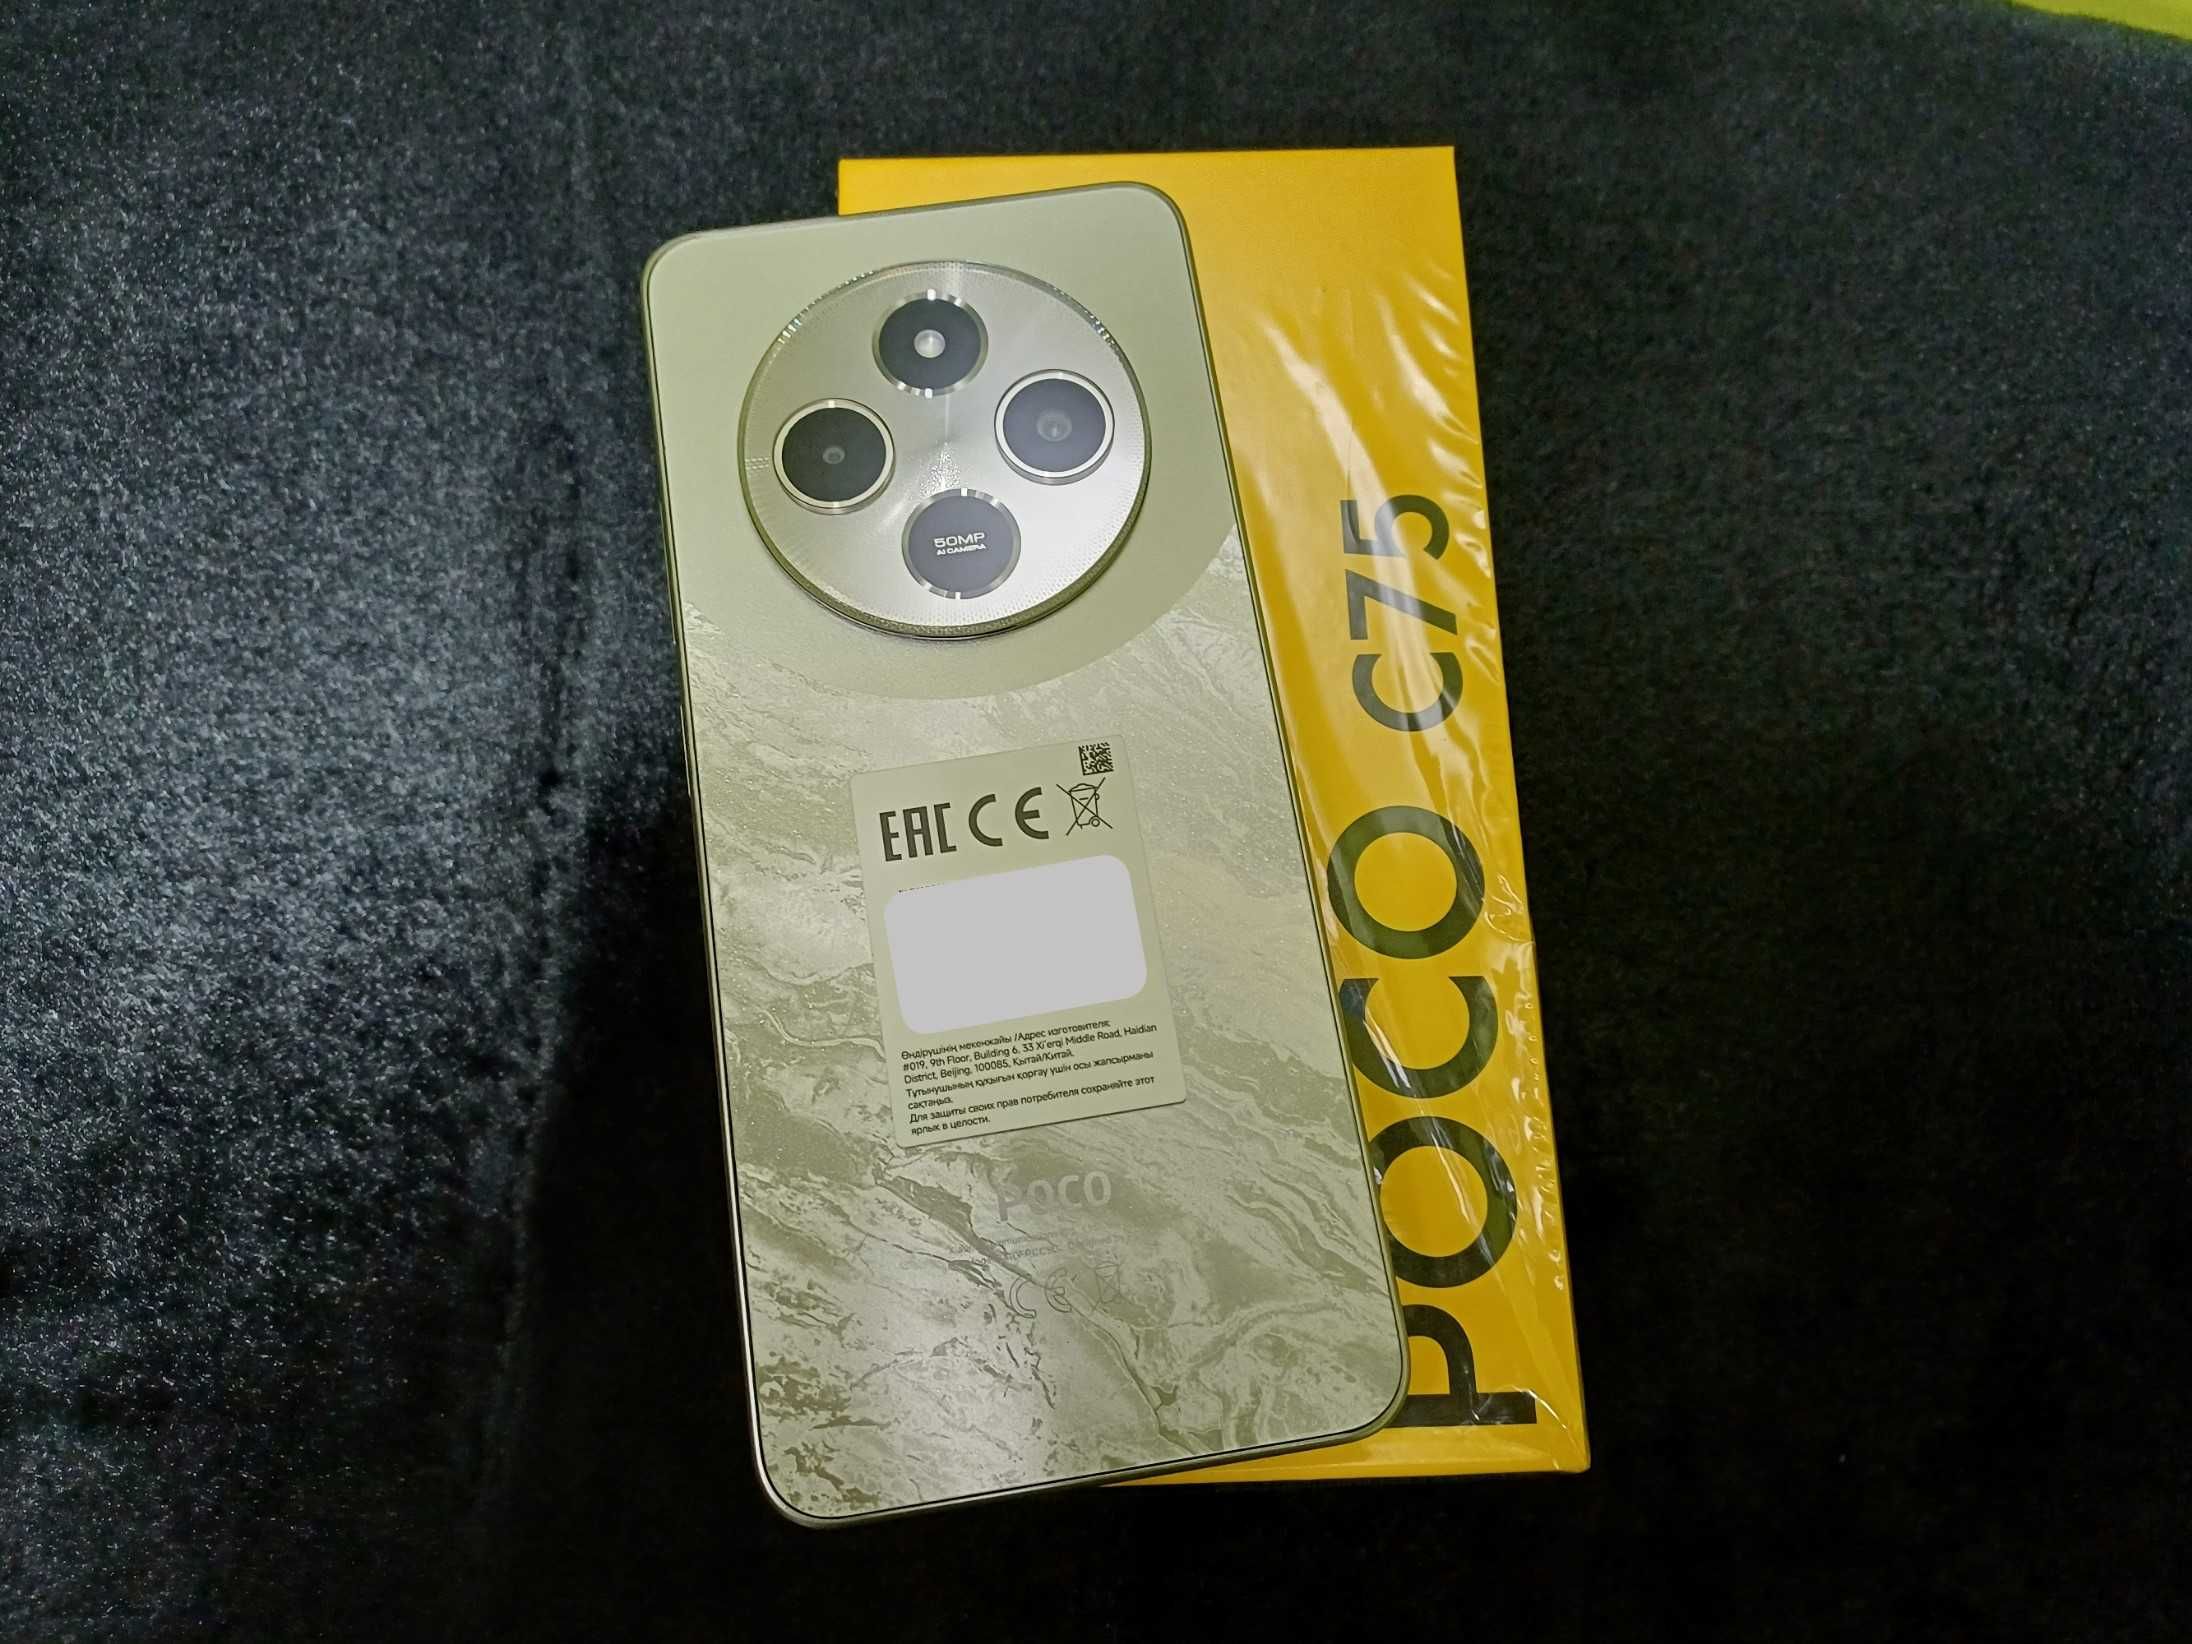 50MP
AI CAMERA
EAC CE
Өндірушінің мекенжайы /Адрес изготовителя:
#019, 9th Floor, Building 6, 33 Xi'erqi Middle Road, Haidian
District, Beijing, 100085, Қытай/Китай.
Тұтынушының құқығын қорғау үшін осы жапсырманы
сақтаңыз.
Для защиты своих прав потребителя сохраняйте этот
ярлык в целости.
POCO
CE
POCO C75